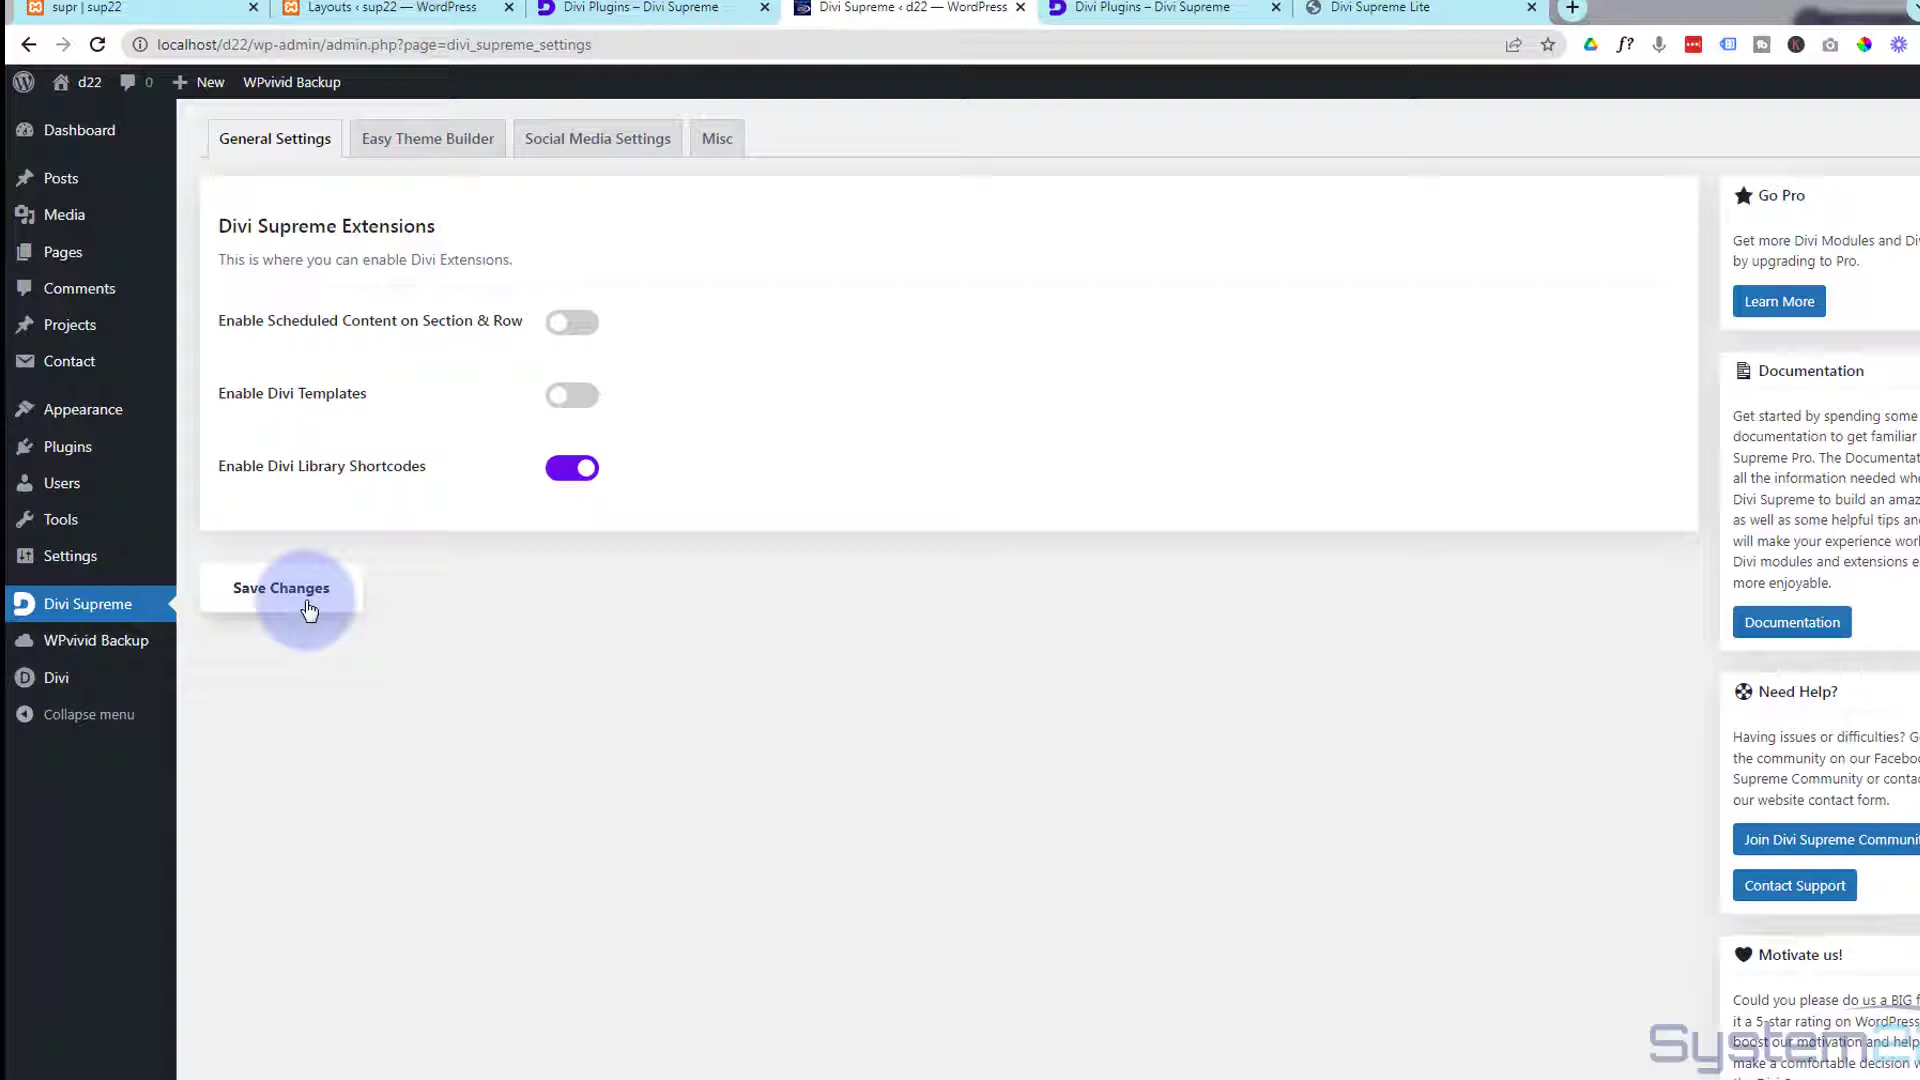 supr | sup22
Layouts ‹ sup22 — WordPress
Divi Plugins – Divi Supreme
Divi Supreme ‹ d22 — WordPress
Divi Plugins – Divi Supreme
Divi Supreme Lite
localhost/d22/wp-admin/admin.php?page=divi_supreme_settings
f?
d22
0
New
WPvivid Backup
Dashboard
Posts
Media
Pages
Comments
Projects
Contact
Appearance
Plugins
Users
Tools
Settings
Divi Supreme
WPvivid Backup
Divi
Collapse menu
General Settings
Easy Theme Builder
Social Media Settings
Misc
Divi Supreme Extensions
This is where you can enable Divi Extensions.
Enable Scheduled Content on Section & Row
Enable Divi Templates
Enable Divi Library Shortcodes
Save Changes
Go Pro
Get more Divi Modules and Div
by upgrading to Pro.
Learn More
Documentation
Get started by spending some
documentation to get familiar
Supreme Pro. The Documentat
all the information needed whe
Divi Supreme to build an amaz
as well as some helpful tips and
will make your experience work
Divi modules and extensions e
more enjoyable.
Documentation
Need Help?
Having issues or difficulties? G
the community on our Facebo
Supreme Community or contac
our website contact form.
Join Divi Supreme Communit
Contact Support
Motivate us!
Could you please do us a BIG f
it a 5-star rating on WordPress
boost our motivation and help
make a comfortable decision w
System2